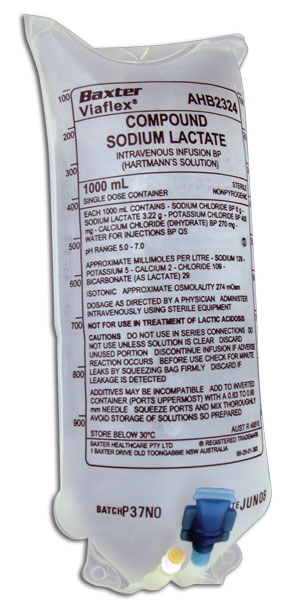 Baxter
Viaflex®
AHB2324
COMPOUND
SODIUM LACTATE
INTRAVENOUS INFUSION BP
(HARTMANN'S SOLUTION)
1000 mL
STERILE
SINGLE DOSE CONTAINER
NONPYROGENIC
EACH 1000 mL CONTAINS - SODIUM CHLORIDE BP 6 g -
SODIUM LACTATE 3.22 g - POTASSIUM CHLORIDE BP 400
mg - CALCIUM CHLORIDE (DIHYDRATE) BP 270 mg -
WATER FOR INJECTIONS BP QS
pH RANGE 5.0 - 7.0
APPROXIMATE MILLIMOLES PER LITRE - SODIUM 129 -
POTASSIUM 5 - CALCIUM 2 - CHLORIDE 109 -
BICARBONATE (AS LACTATE) 29
ISOTONIC APPROXIMATE OSMOLALITY 274 mOsm
DOSAGE AS DIRECTED BY A PHYSICIAN ADMINISTER
INTRAVENOUSLY USING STERILE EQUIPMENT
NOT FOR USE IN TREATMENT OF LACTIC ACIDOSIS
CAUTIONS DO NOT USE IN SERIES CONNECTIONS DO
NOT USE UNLESS SOLUTION IS CLEAR DISCARD
UNUSED PORTION DISCONTINUE INFUSION IF ADVERSE
REACTION OCCURS BEFORE USE CHECK FOR MINUTE
LEAKS BY SQUEEZING BAG FIRMLY DISCARD IF
LEAKAGE IS DETECTED
ADDITIVES MAY BE INCOMPATIBLE ADD TO INVERTED
CONTAINER (PORTS UPPERMOST) WITH A 0.63 TO 0.90
mm NEEDLE SQUEEZE PORTS AND MIX THOROUGHLY
AVOID STORAGE OF SOLUTIONS SO PREPARED
STORE BELOW 30°C
AUST R
BAXTER HEALTHCARE PTY LTD
® REGISTERED TRADEMARK
1 BAXTER DRIVE OLD TOONGABBIE NSW AUSTRALIA
100
200
300
400
500
600
700
800
900
BATCH P37N0
JUN08